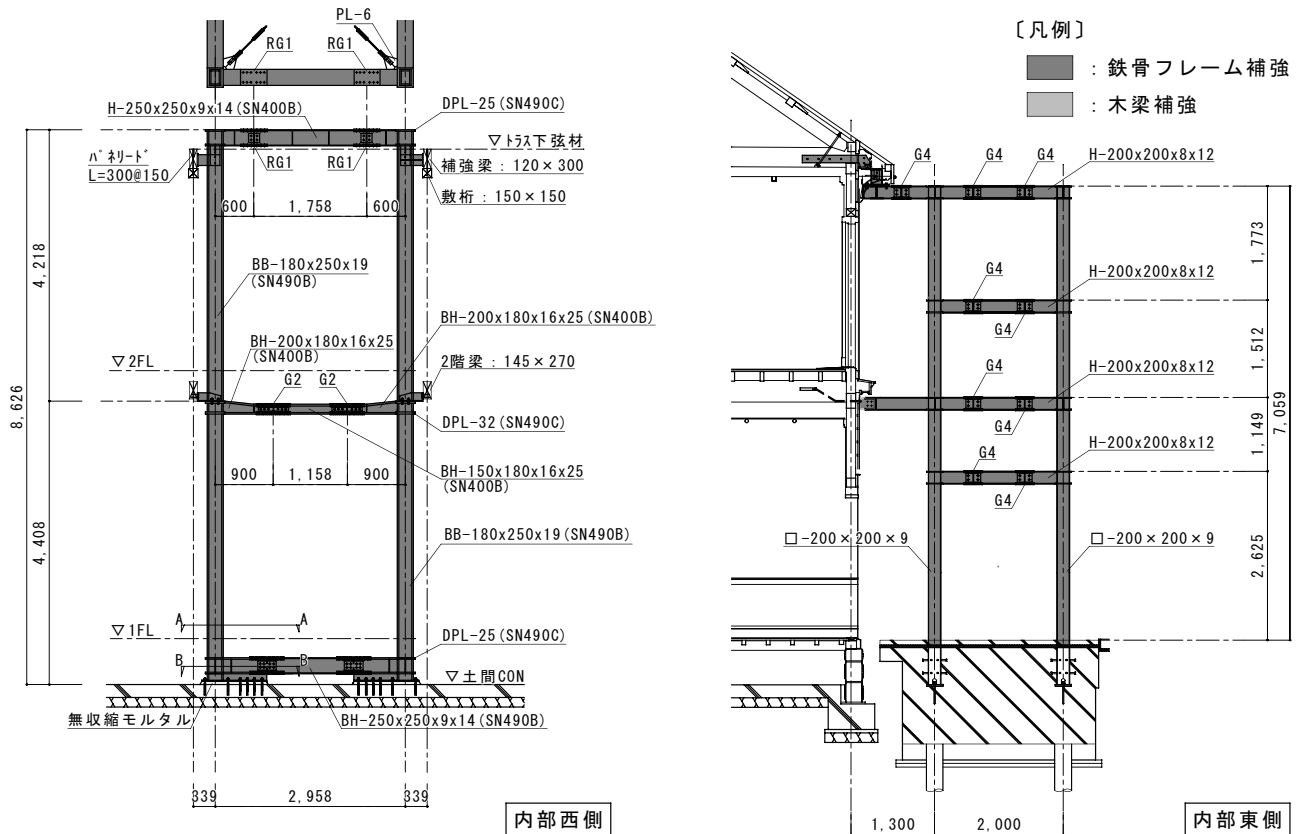 PL-6
RG1
RG1
H-250x250x9x14(SN400B)
DPL-25(SN490C)
▽トラス下弦材
パネリード
L=300@150
RG1
RG1
補強梁：120×300
敷桁：150×150
600
1,758
600
4,218
BB-180x250x19
(SN490B)
BH-200x180x16x25(SN400B)
BH-200x180x16x25
(SN400B)
▽2FL
2階梁：145×270
G2
G2
8,626
DPL-32(SN490C)
900
1,158
900
BH-150x180x16x25
(SN400B)
4,408
BB-180x250x19(SN490B)
A
A
▽1FL
DPL-25(SN490C)
B
B
▽土間CON
無収縮モルタル
BH-250x250x9x14(SN490B)
339
2,958
339
内部西側
〔凡例〕
：鉄骨フレーム補強
：木梁補強
G4
G4
G4
H-200x200x8x12
1,773
G4
H-200x200x8x12
G4
1,512
G4
H-200x200x8x12
G4
1,149
7,059
G4
H-200x200x8x12
G4
□-200×200×9
□-200×200×9
2,625
1,300
2,000
内部東側